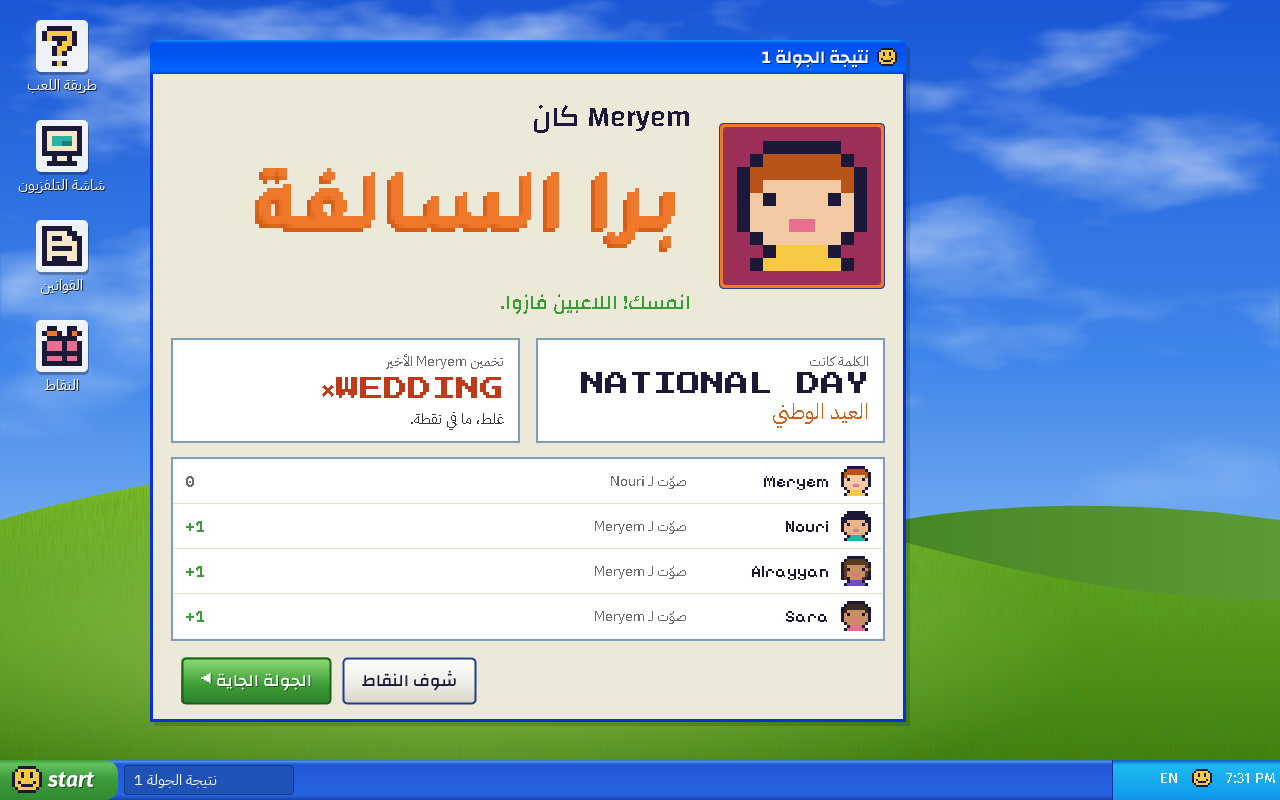 طريقة اللعب
شاشة التلفزيون
القوانين
النقاط
نتيجة الجولة 1
Meryem كان
برا السالفة
انمسك! اللاعبين فازوا.
الكلمة كانت
NATIONAL DAY
العيد الوطني
تخمين Meryem الأخير
WEDDING×
غلط، ما في نقطة.
Meryem صوّت لـ Nouri 0
Nouri صوّت لـ Meryem +1
Alrayyan صوّت لـ Meryem +1
Sara صوّت لـ Meryem +1
شوف النقاط
الجولة الجاية ◀
start
نتيجة الجولة 1
EN
7:31 PM